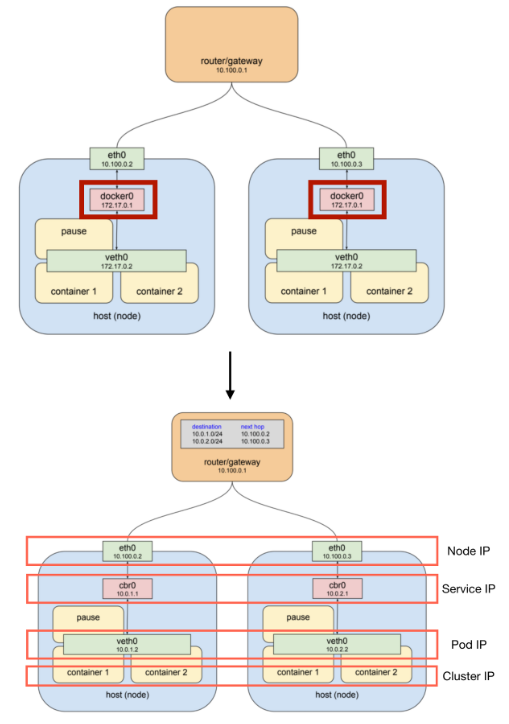 router/gateway
10.100.0.1
eth0
10.100.0.2
eth0
10.100.0.3
docker0
172.17.0.1
docker0
172.17.0.1
pause
pause
veth0
172.17.0.2
veth0
172.17.0.2
container 1
container 2
container 1
container 2
host (node)
host (node)
destination next hop
10.0.1.0/24 10.100.0.2
10.0.2.0/24 10.100.0.3
router/gateway
10.100.0.1
eth0
10.100.0.2
eth0
10.100.0.3
Node IP
cbr0
10.0.1.1
cbr0
10.0.2.1
Service IP
pause
pause
veth0
10.0.1.2
veth0
10.0.2.2
Pod IP
container 1
container 2
container 1
container 2
Cluster IP
host (node)
host (node)